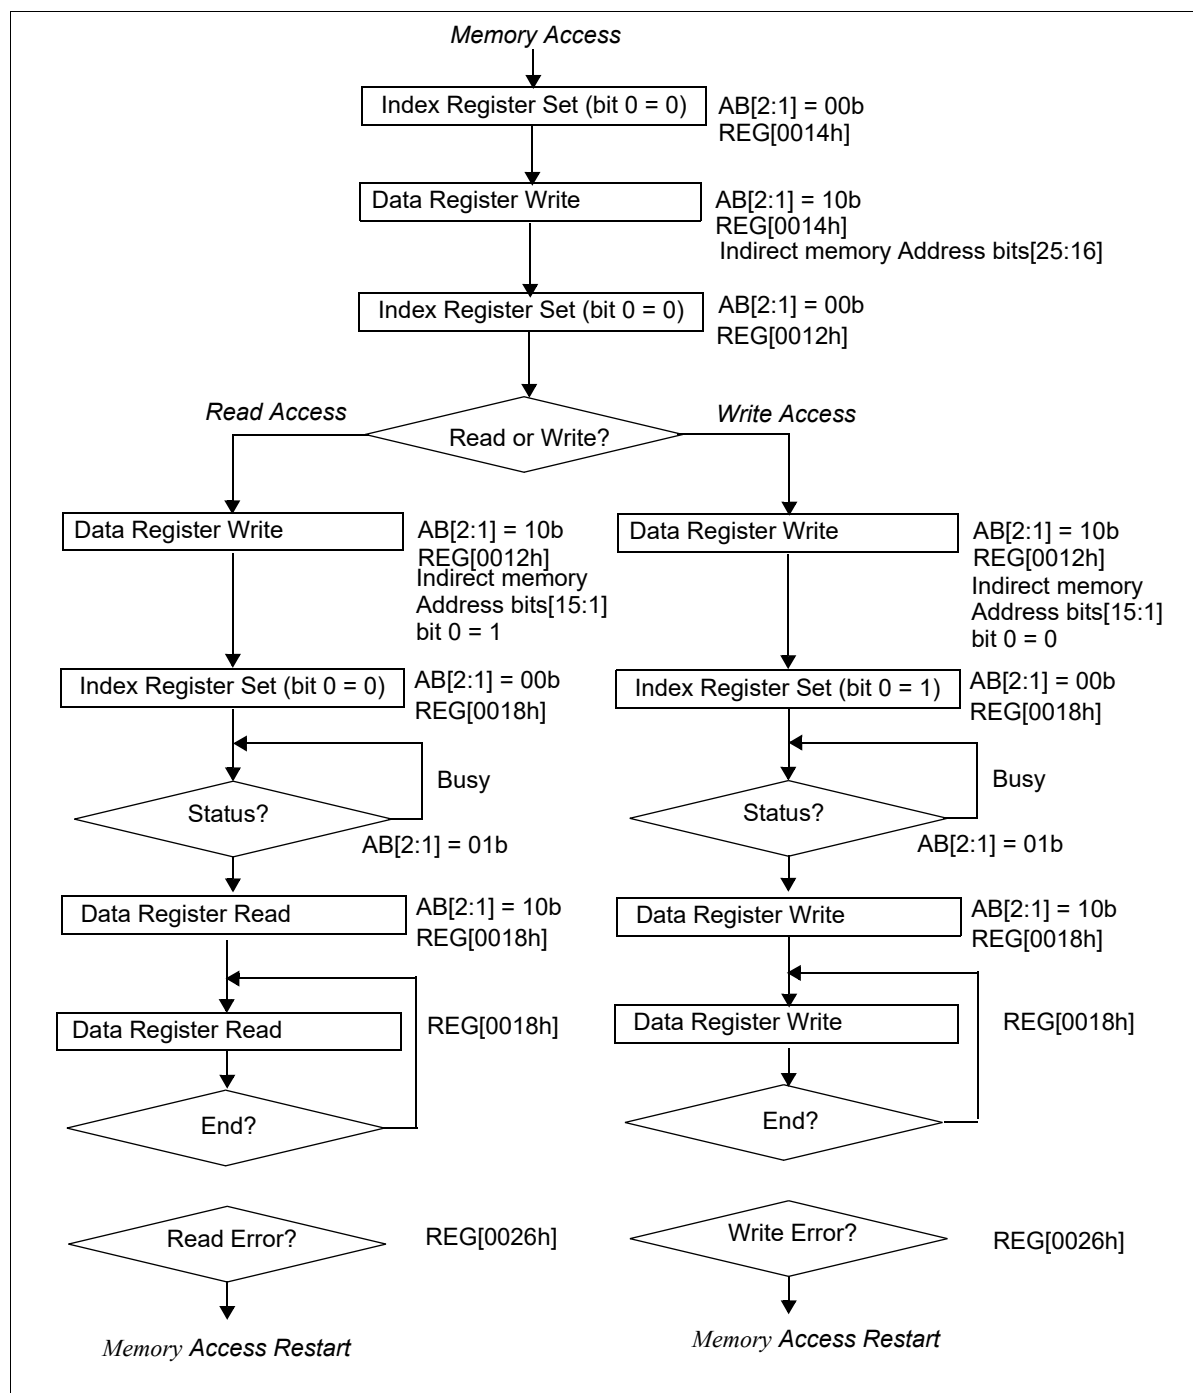 Memory Access
Index Register Set (bit 0 = 0)
AB[2:1] = 00b
REG[0014h]
Data Register Write
AB[2:1] = 10b
REG[0014h]
Indirect memory Address bits[25:16]
Index Register Set (bit 0 = 0)
AB[2:1] = 00b
REG[0012h]
Read Access
Write Access
Read or Write?
Data Register Write
AB[2:1] = 10b
REG[0012h]
Indirect memory
Address bits[15:1]
bit 0 = 1
Index Register Set (bit 0 = 0)
AB[2:1] = 00b
REG[0018h]
Busy
Status?
AB[2:1] = 01b
Data Register Read
AB[2:1] = 10b
REG[0018h]
Data Register Read
REG[0018h]
End?
Read Error?
REG[0026h]
Memory Access Restart
Data Register Write
AB[2:1] = 10b
REG[0012h]
Indirect memory
Address bits[15:1]
bit 0 = 0
Index Register Set (bit 0 = 1)
AB[2:1] = 00b
REG[0018h]
Busy
Status?
AB[2:1] = 01b
Data Register Write
AB[2:1] = 10b
REG[0018h]
Data Register Write
REG[0018h]
End?
Write Error?
REG[0026h]
Memory Access Restart